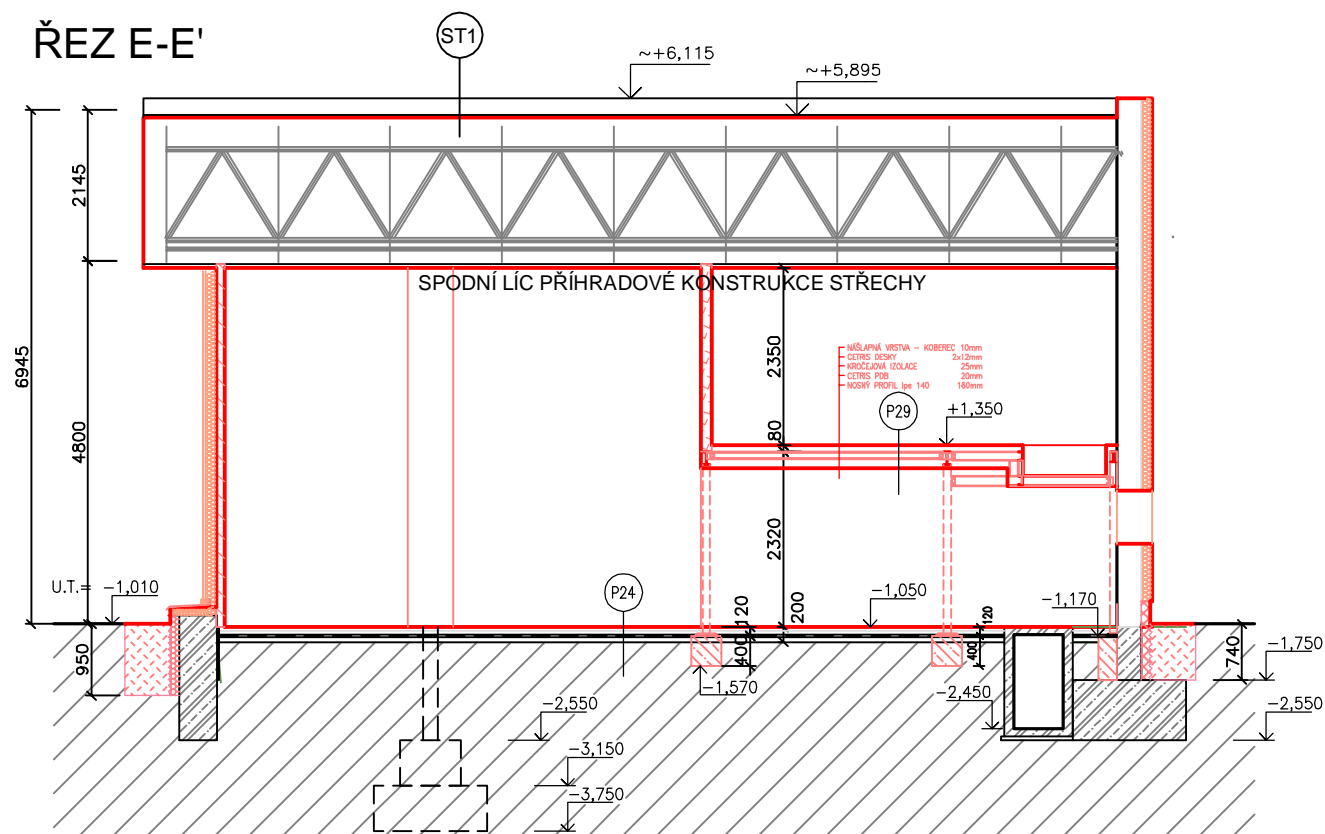 ŘEZ E-E'
ST1
~+6,115
~+5,895
2145
SPODNÍ LÍC PŘÍHRADOVÉ KONSTRUKCE STŘECHY
6945
4800
2350
NÁŠLAPNÁ VRSTVA – KOBEREC 10mm
CETRIS DESKY 2x12mm
KROČEJOVÁ IZOLACE 25mm
CETRIS PDB 20mm
NOSNÝ PROFIL Ipe 140 160mm
P29
+1,350
80
2320
U.T.= −1,010
P24
120
200
−1,050
120
−1,170
950
400
400
740
−1,750
−1,570
−2,450
−2,550
−2,550
−3,150
−3,750